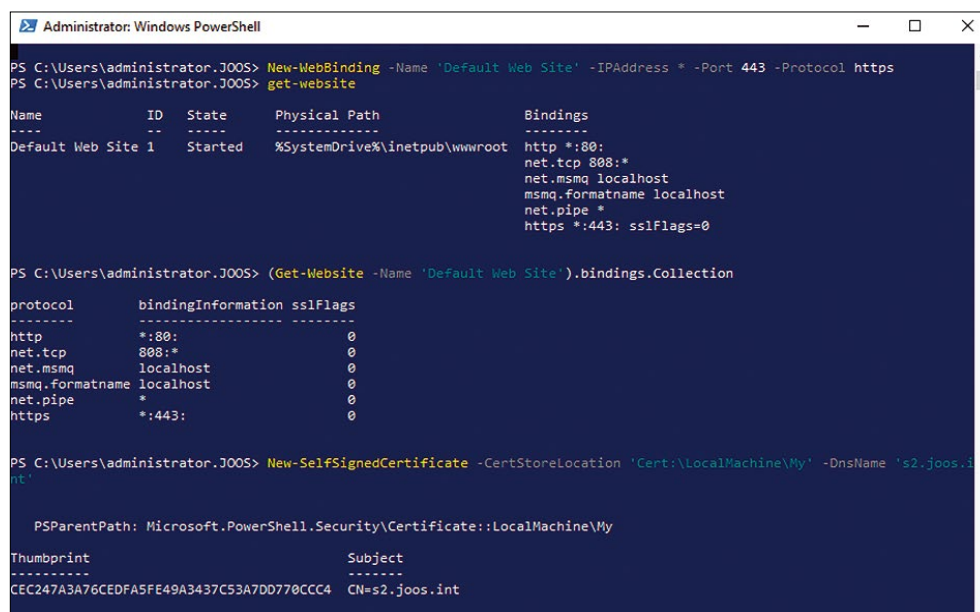 Administrator: Windows PowerShell
PS C:\Users\administrator.JOOS> New-WebBinding -Name 'Default Web Site' -IPAddress * -Port 443 -Protocol https
PS C:\Users\administrator.JOOS> get-website
Name ID State Physical Path Bindings
---- -- ----- ------------- --------
Default Web Site 1 Started %SystemDrive%\inetpub\wwwroot http *:80:
net.tcp 808:*
net.msmq localhost
msmq.formatname localhost
net.pipe *
https *:443: sslFlags=0
PS C:\Users\administrator.JOOS> (Get-Website -Name 'Default Web Site').bindings.Collection
protocol bindingInformation sslFlags
-------- ------------------ --------
http *:80: 0
net.tcp 808:* 0
net.msmq localhost 0
msmq.formatname localhost 0
net.pipe * 0
https *:443: 0
PS C:\Users\administrator.JOOS> New-SelfSignedCertificate -CertStoreLocation 'Cert:\LocalMachine\My' -DnsName 's2.joos.i
nt'
PSParentPath: Microsoft.PowerShell.Security\Certificate::LocalMachine\My
Thumbprint Subject
---------- -------
CEC247A3A76CEDFA5FE49A3437C53A7DD770CCC4 CN=s2.joos.int